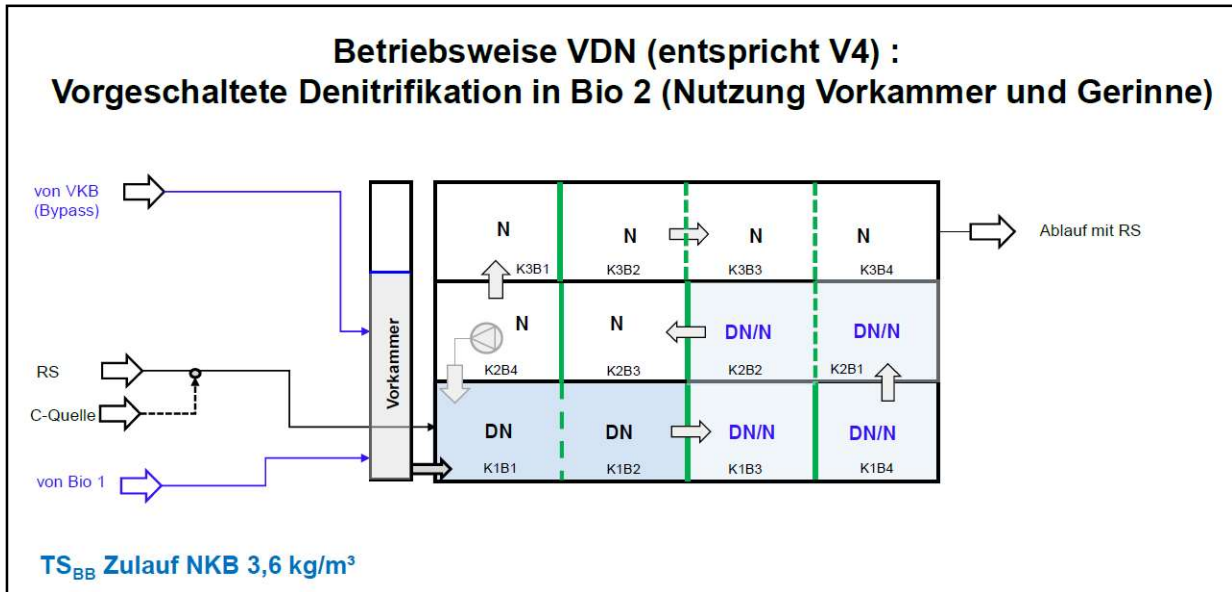 Betriebsweise VDN (entspricht V4) :
Vorgeschaltete Denitrifikation in Bio 2 (Nutzung Vorkammer und Gerinne)
von VKB
(Bypass)
RS
C-Quelle
von Bio 1
Vorkammer
N
K3B1
N
K3B2
N
K3B3
N
K3B4
Ablauf mit RS
N
K2B4
N
K2B3
DN/N
K2B2
DN/N
K2B1
DN
K1B1
DN
K1B2
DN/N
K1B3
DN/N
K1B4
TS_BB Zulauf NKB 3,6 kg/m³